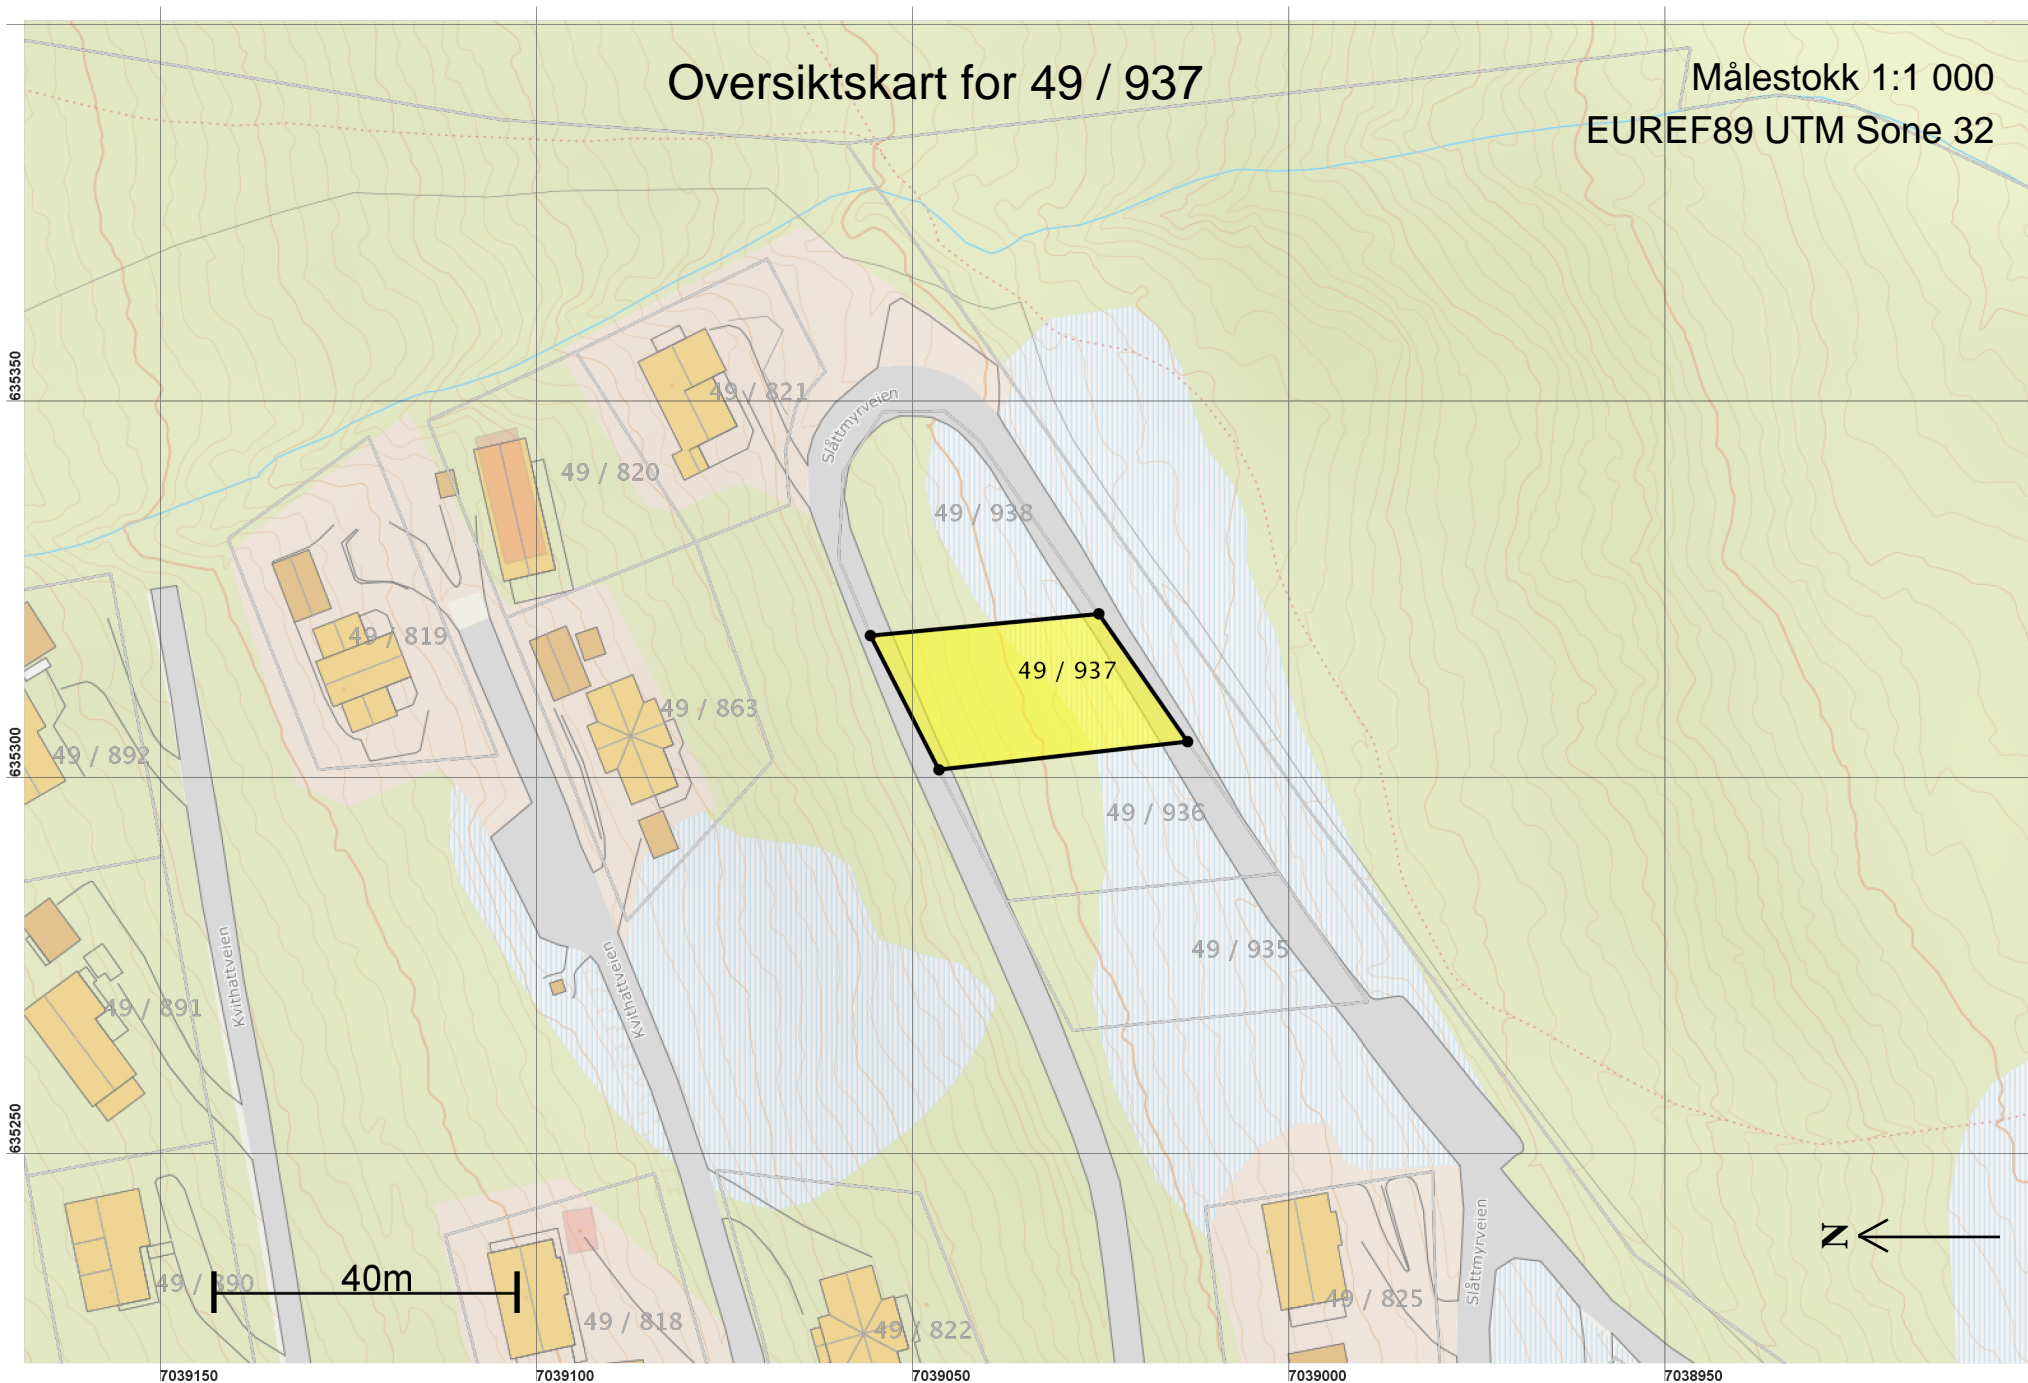 Oversiktskart for 49 / 937
Målestokk 1:1 000
EUREF89 UTM Sone 32
635350
49 / 821
Slåttmyrveien
49 / 820
49 / 938
49 / 819
49 / 937
49 / 863
635300
49 / 892
49 / 936
49 / 935
Kvithattveien
Kvithattveien
49 / 891
635250
Slåttmyrveien
N
40m
49 / 890
49 / 825
49 / 818
49 / 822
7039150
7039100
7039050
7039000
7038950